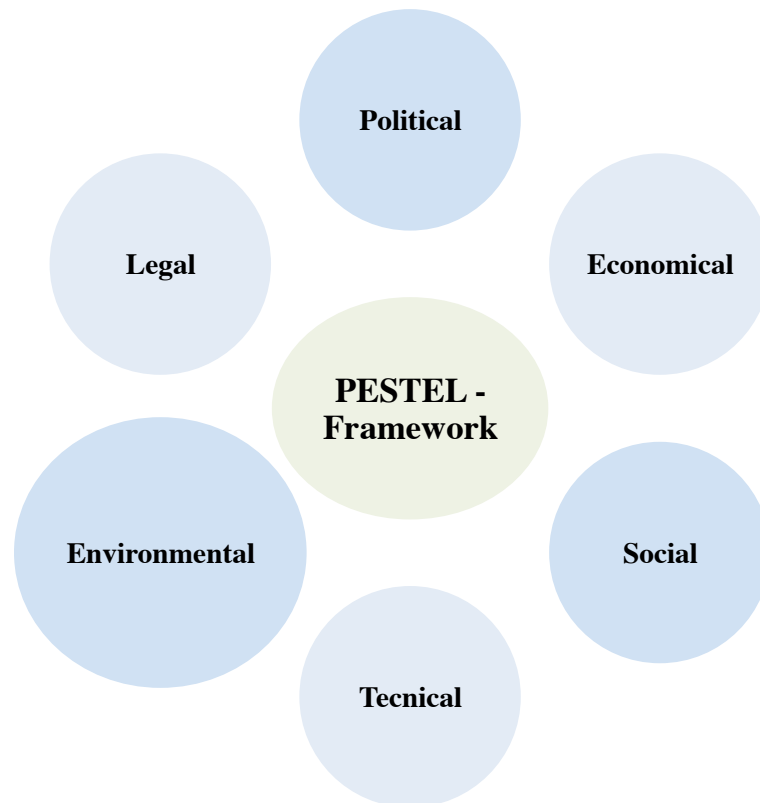 Political
Legal
Economical
PESTEL -
Framework
Environmental
Social
Tecnical